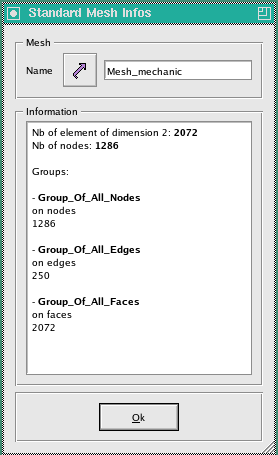 Standard Mesh Infos
Mesh
Name
Mesh_mechanic
Information
Nb of element of dimension 2: 2072
Nb of nodes: 1286
Groups:
- Group_Of_All_Nodes
on nodes
1286
- Group_Of_All_Edges
on edges
250
- Group_Of_All_Faces
on faces
2072
Ok